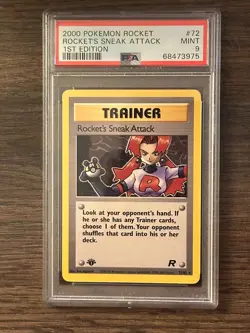 2000 POKEMON ROCKET #72
ROCKET'S SNEAK ATTACK MINT
1ST EDITION 9
PSA 68473975
TRAINER
Rocket's Sneak Attack
R
Look at your opponent's hand. If
he or she has any Trainer cards,
choose 1 of them. Your opponent
shuffles that card into his or her
deck.
1
R